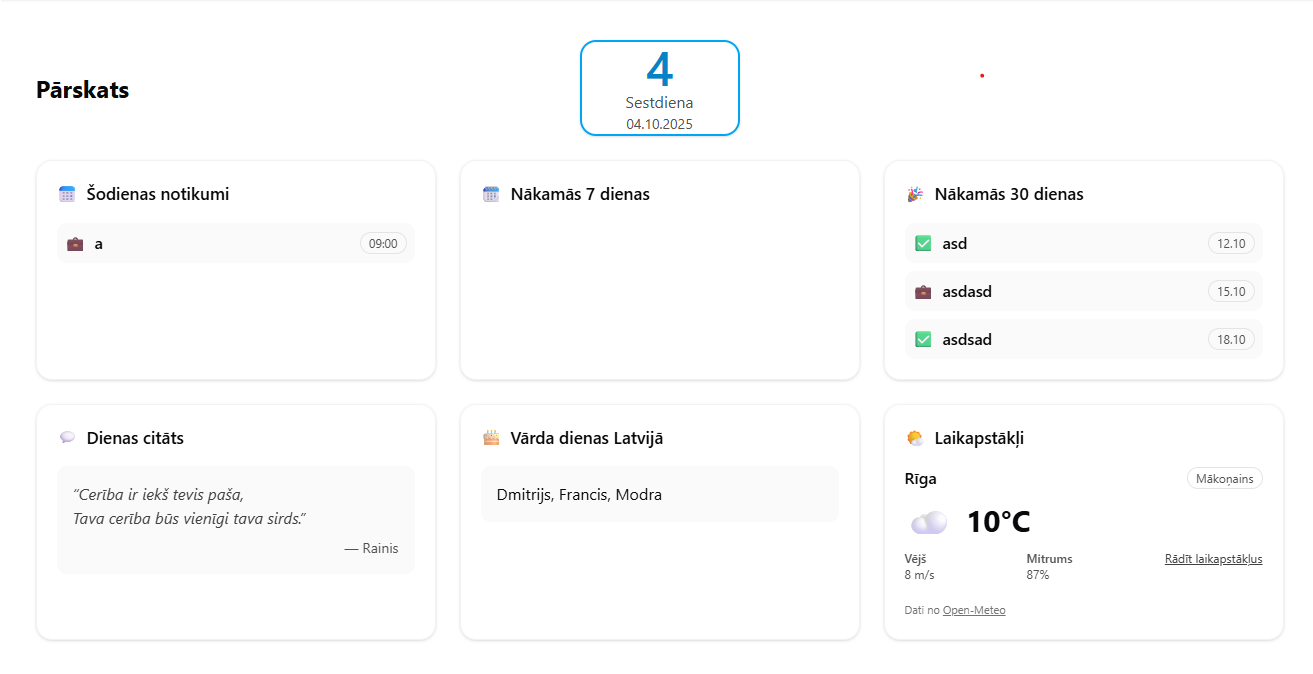 Pārskats
4
Sestdiena
04.10.2025
Šodienas notikumi
a 09:00
Nākamās 7 dienas
Nākamās 30 dienas
asd 12.10
asdasd 15.10
asdsad 18.10
Dienas citāts
“Cerība ir iekš tevis paša,
Tava cerība būs vienīgi tava sirds.”
— Rainis
Vārda dienas Latvijā
Dmitrijs, Francis, Modra
Laikapstākļi
Rīga Mākoņains
10°C
Vējš Mitrums Rādīt laikapstākļus
8 m/s 87%
Dati no Open-Meteo